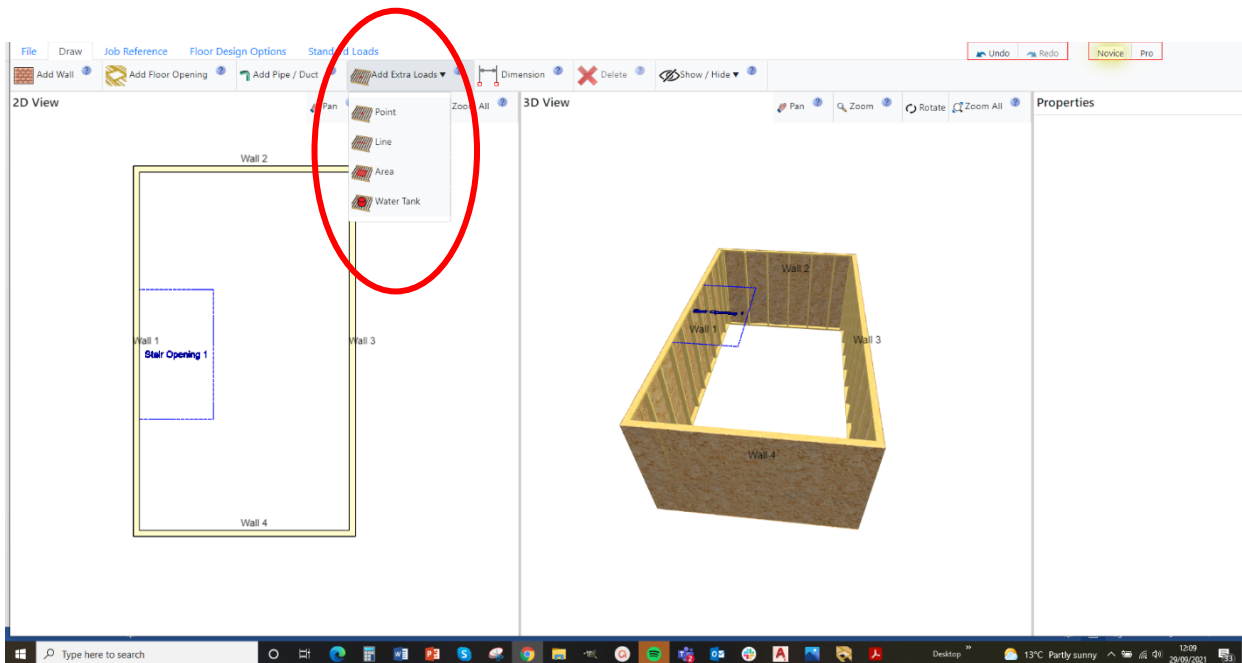 File Draw Job Reference Floor Design Options Standard Loads Undo Redo Novice Pro
Add Wall ? Add Floor Opening ? Add Pipe / Duct Add Extra Loads ▼ ? Dimension ? Delete ? Show / Hide ▼ ?
2D View Pan Zoom All ? 3D View Pan ? Zoom ? Rotate Zoom All ? Properties
Point
Line
Area
Water Tank
Wall 2
Wall 1
Stair Opening 1
Wall 3
Wall 4
Wall 2
Wall 1
Wall 3
Wall 4
Type here to search Desktop 13°C Partly sunny 12:09
29/09/2021